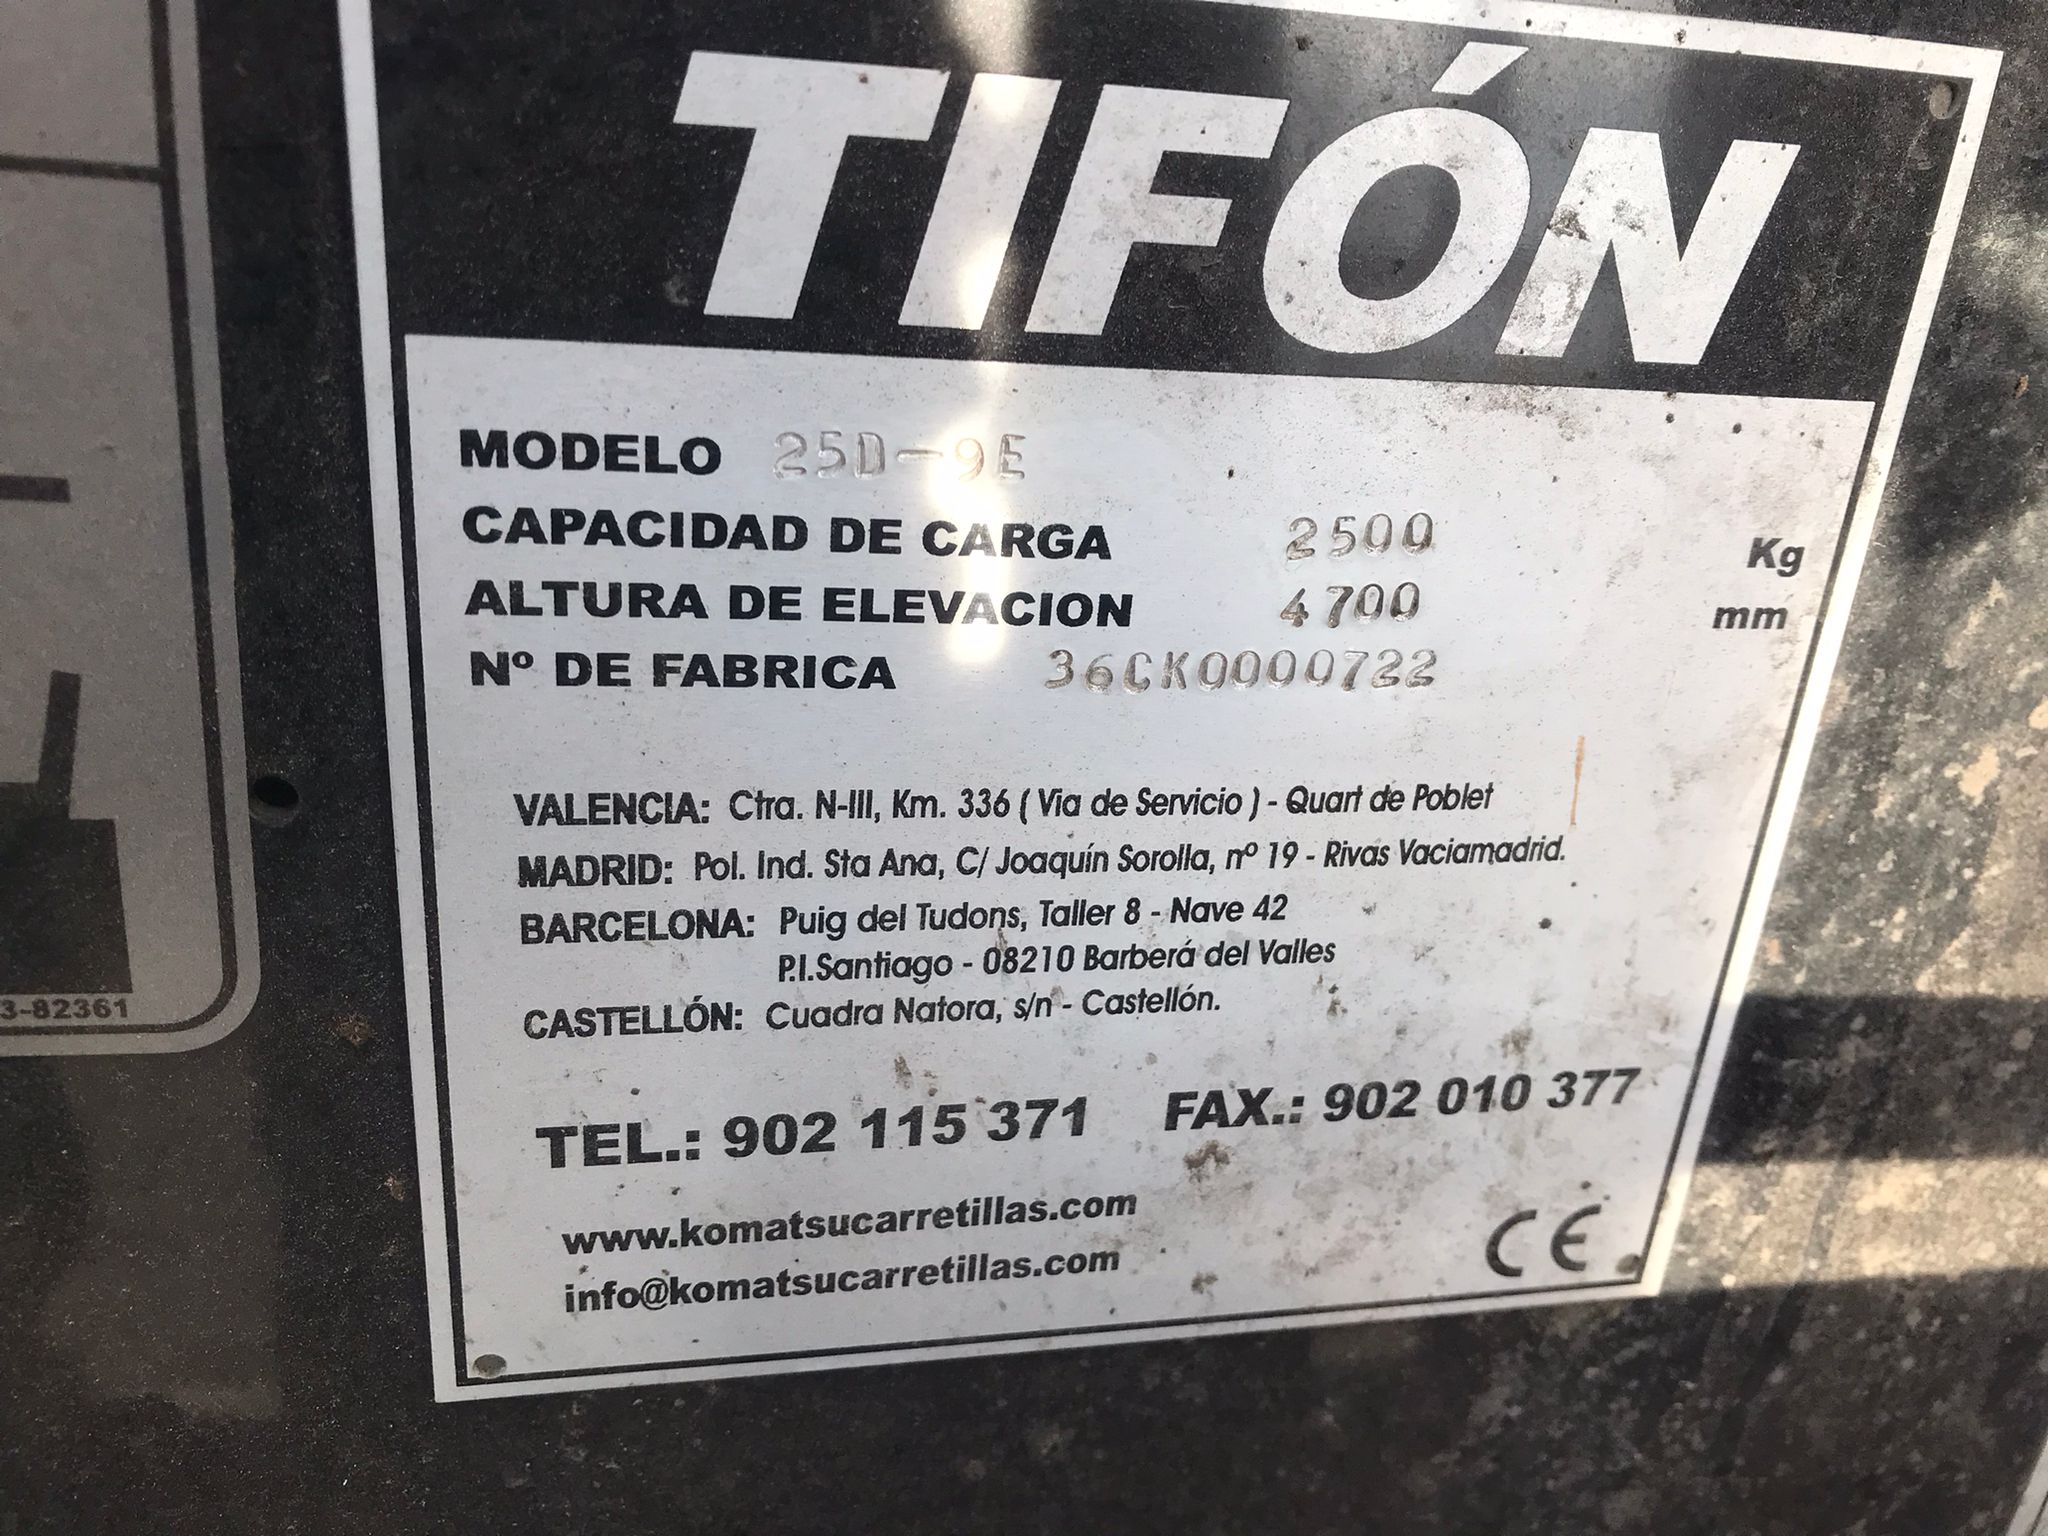 TIFÓN
MODELO 25D-9E
CAPACIDAD DE CARGA 2500 Kg
ALTURA DE ELEVACION 4700 mm
Nº DE FABRICA 36CK0000722
VALENCIA: Ctra. N-III, Km. 336 ( Via de Servicio ) - Quart de Poblet
MADRID: Pol. Ind. Sta Ana, C/ Joaquín Sorolla, nº 19 - Rivas Vaciamadrid.
BARCELONA: Puig del Tudons, Taller 8 - Nave 42
P.I.Santiago - 08210 Barberá del Valles
CASTELLÓN: Cuadra Natora, s/n - Castellón.
TEL.: 902 115 371 FAX.: 902 010 377
www.komatsucarretillas.com
info@komatsucarretillas.com
CE
3-82361